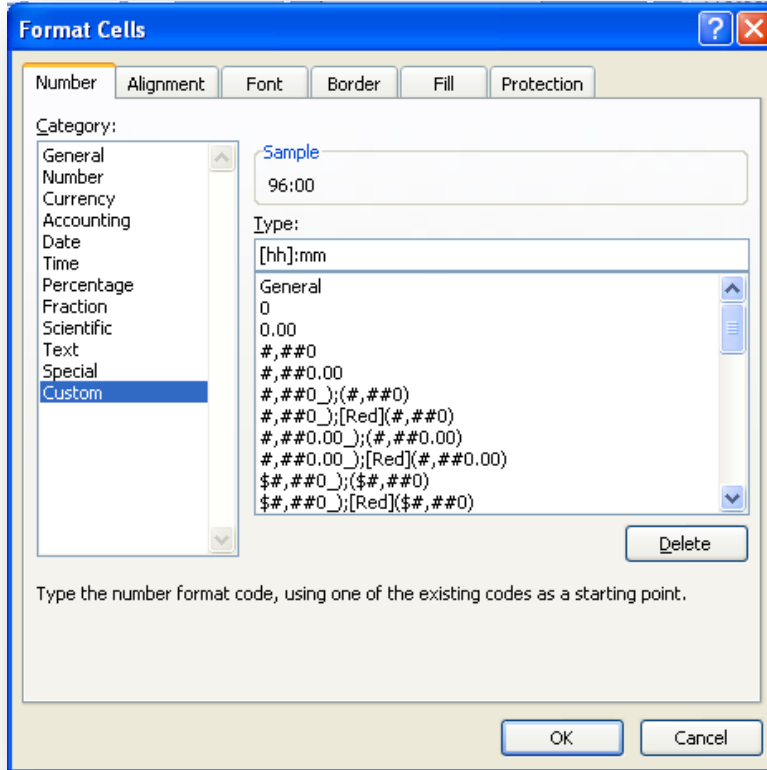 Format Cells
Number Alignment Font Border Fill Protection
Category:
General
Number
Currency
Accounting
Date
Time
Percentage
Fraction
Scientific
Text
Special
Custom
Sample
96:00
Type:
[hh]:mm
General
0
0.00
#,##0
#,##0.00
#,##0_);(#,##0)
#,##0_);[Red](#,##0)
#,##0.00_);(#,##0.00)
#,##0.00_);[Red](#,##0.00)
$#,##0_);($#,##0)
$#,##0_);[Red]($#,##0)
Delete
Type the number format code, using one of the existing codes as a starting point.
OK Cancel